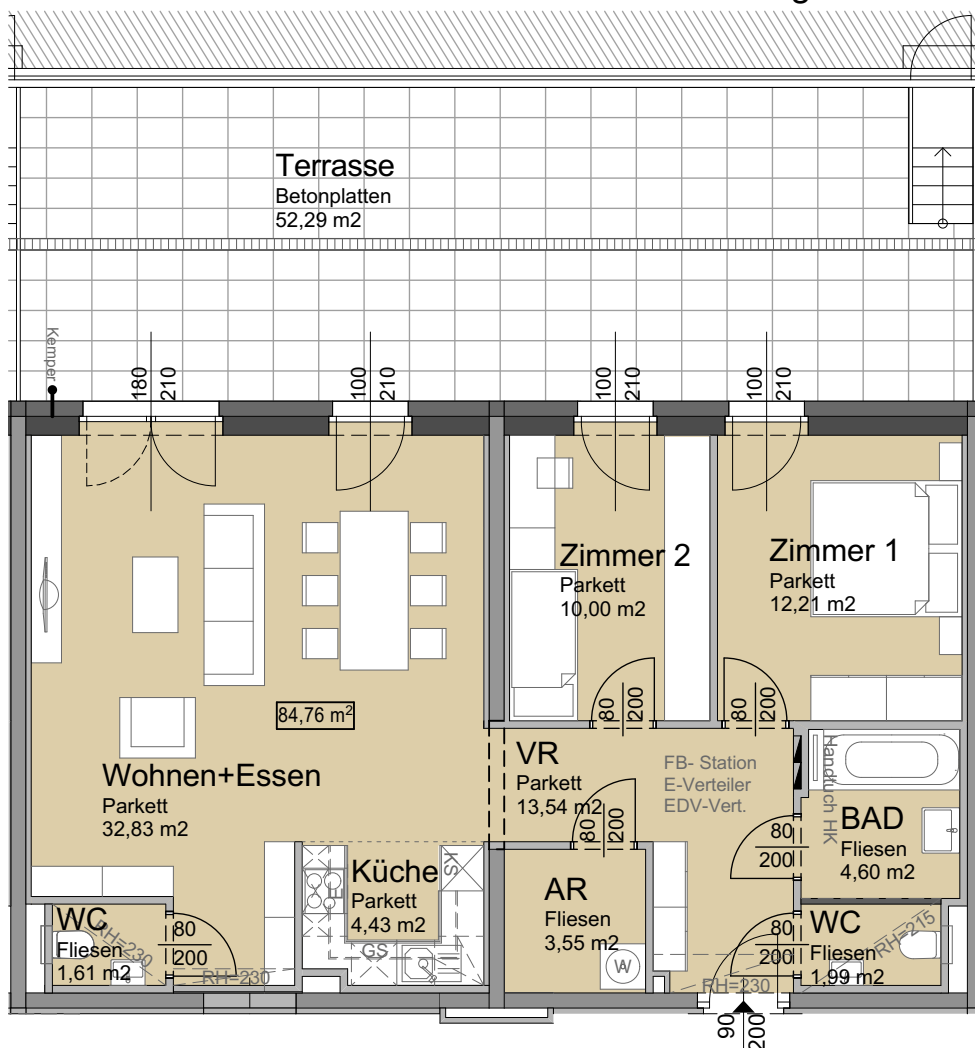 Terrasse
Betonplatten
52,29 m2
Kemper
180
210
100
210
100
210
100
210
Zimmer 2
Parkett
10,00 m2
Zimmer 1
Parkett
12,21 m2
80
200
80
200
84,76 m²
Wohnen+Essen
Parkett
32,83 m2
VR
Parkett
13,54 m2
FB- Station
E-Verteiler
EDV-Vert.
Handtuch HK
80
200
80
200
BAD
Fliesen
4,60 m2
Küche
Parkett
4,43 m2
KS
E
GS
AR
Fliesen
3,55 m2
W
WC
Fliesen
1,61 m2
RH=230
80
200
RH=230
80
200
WC
Fliesen
1,99 m2
RH=215
RH=230
90
200